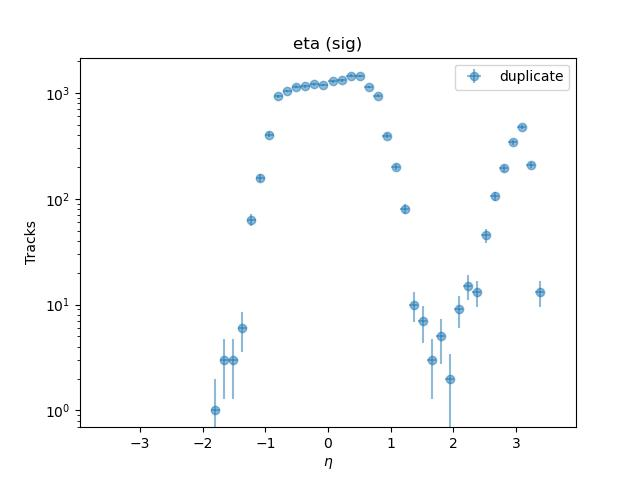 eta (sig)
duplicate
Tracks
10³
10²
10¹
10⁰
−3 −2 −1 0 1 2 3
η